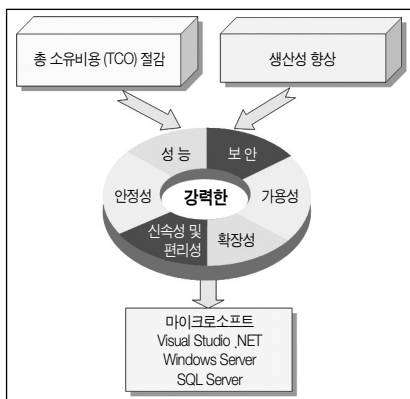 총 소유비용 (TCO) 절감
생산성 향상
성 능
보 안
안정성
강력한
가용성
신속성 및
편리성
확장성
마이크로소프트
Visual Studio .NET
Windows Server
SQL Server